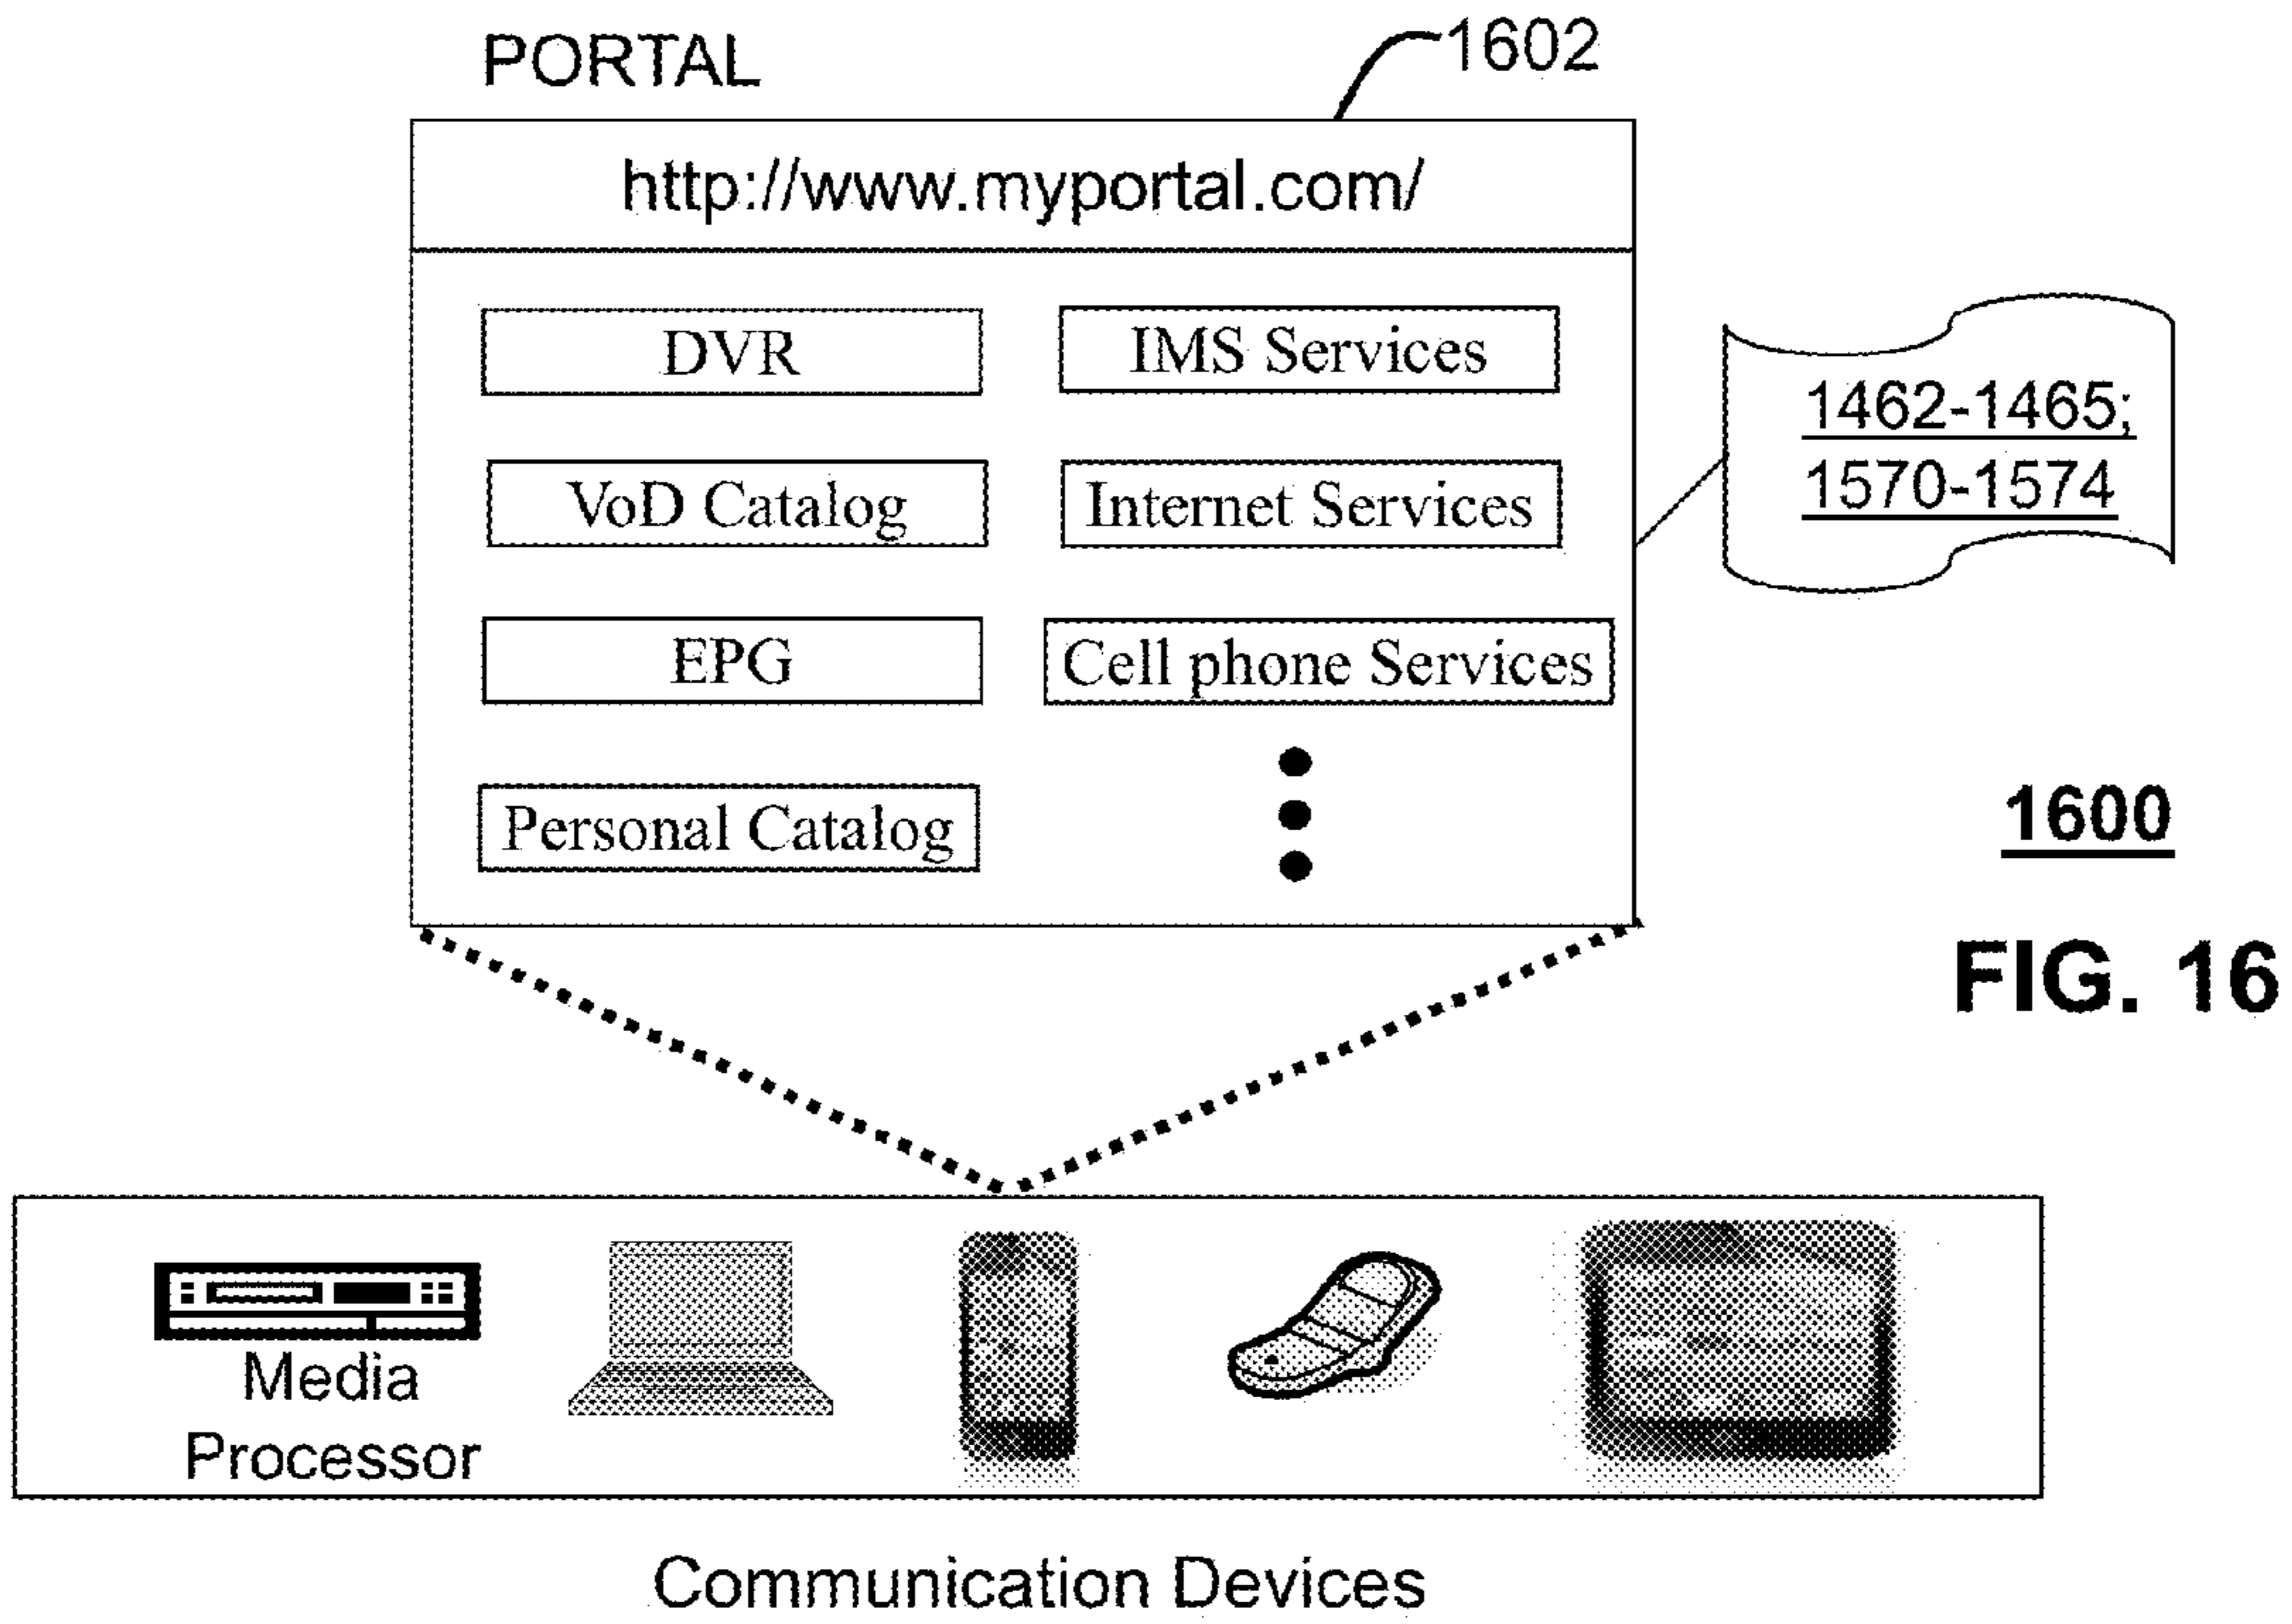 PORTAL
1602
http://www.myportal.com/
DVR
IMS Services
VoD Catalog
Internet Services
EPG
Cell phone Services
Personal Catalog
1462-1465;
1570-1574
1600
FIG. 16
Media
Processor
Communication Devices